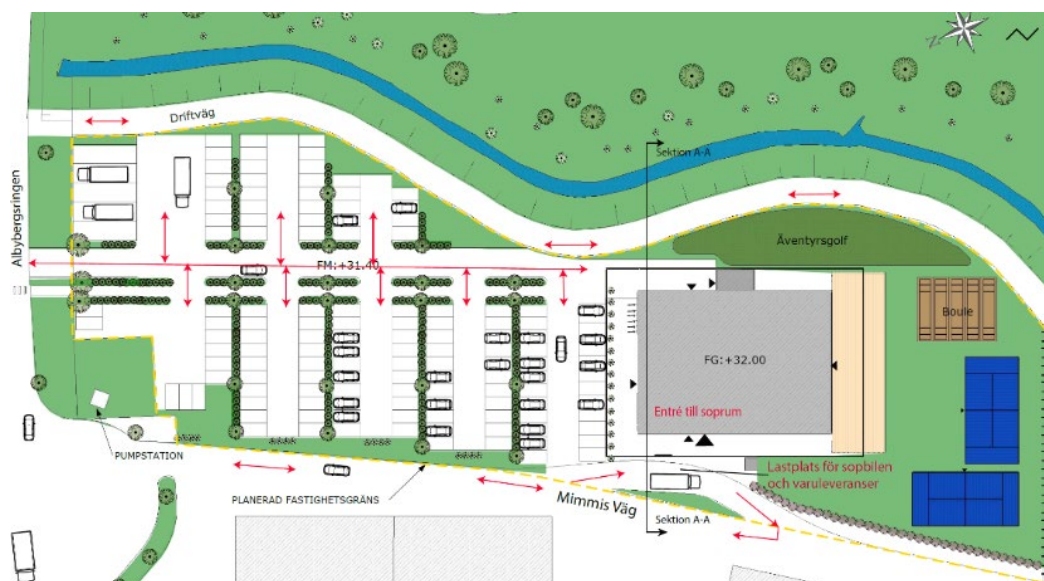 N
Driftväg
Sektion A-A
Albybergsringen
Äventyrsgolf
FM:+31.40
Boule
FG:+32.00
Entré till soprum
PUMPSTATION
Lastplats för sopbilen
och varuleveranser
PLANERAD FASTIGHETSGRÄNS
Mimmis Väg
Sektion A-A